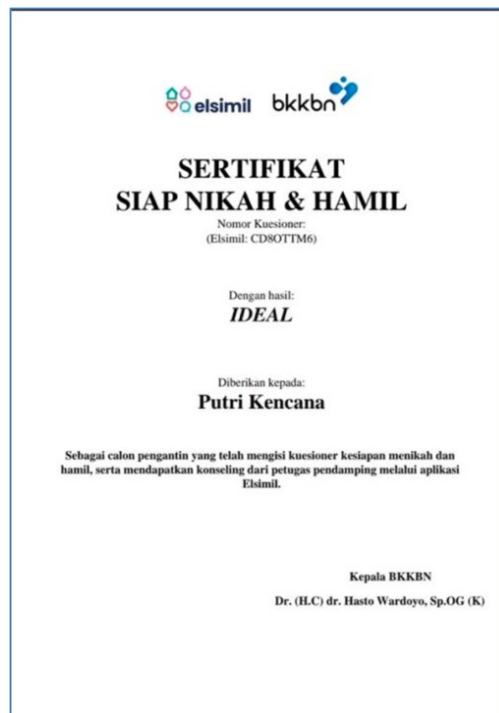 elsimil bkkbn
SERTIFIKAT
SIAP NIKAH & HAMIL
Nomor Kuesioner:
(Elsimil: CD8OTTM6)
Dengan hasil:
IDEAL
Diberikan kepada:
Putri Kencana
Sebagai calon pengantin yang telah mengisi kuesioner kesiapan menikah dan
hamil, serta mendapatkan konseling dari petugas pendamping melalui aplikasi
Elsimil.
Kepala BKKBN
Dr. (H.C) dr. Hasto Wardoyo, Sp.OG (K)